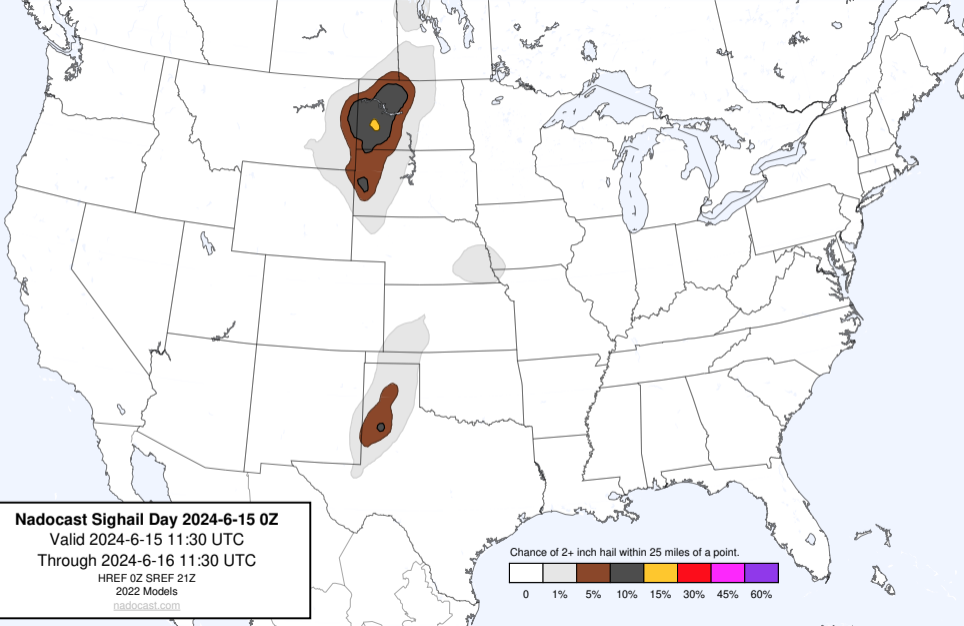 Nadocast Sighail Day 2024-6-15 0Z
Valid 2024-6-15 11:30 UTC
Through 2024-6-16 11:30 UTC
HREF 0Z SREF 21Z
2022 Models
nadocast.com
Chance of 2+ inch hail within 25 miles of a point.
0 1% 5% 10% 15% 30% 45% 60%